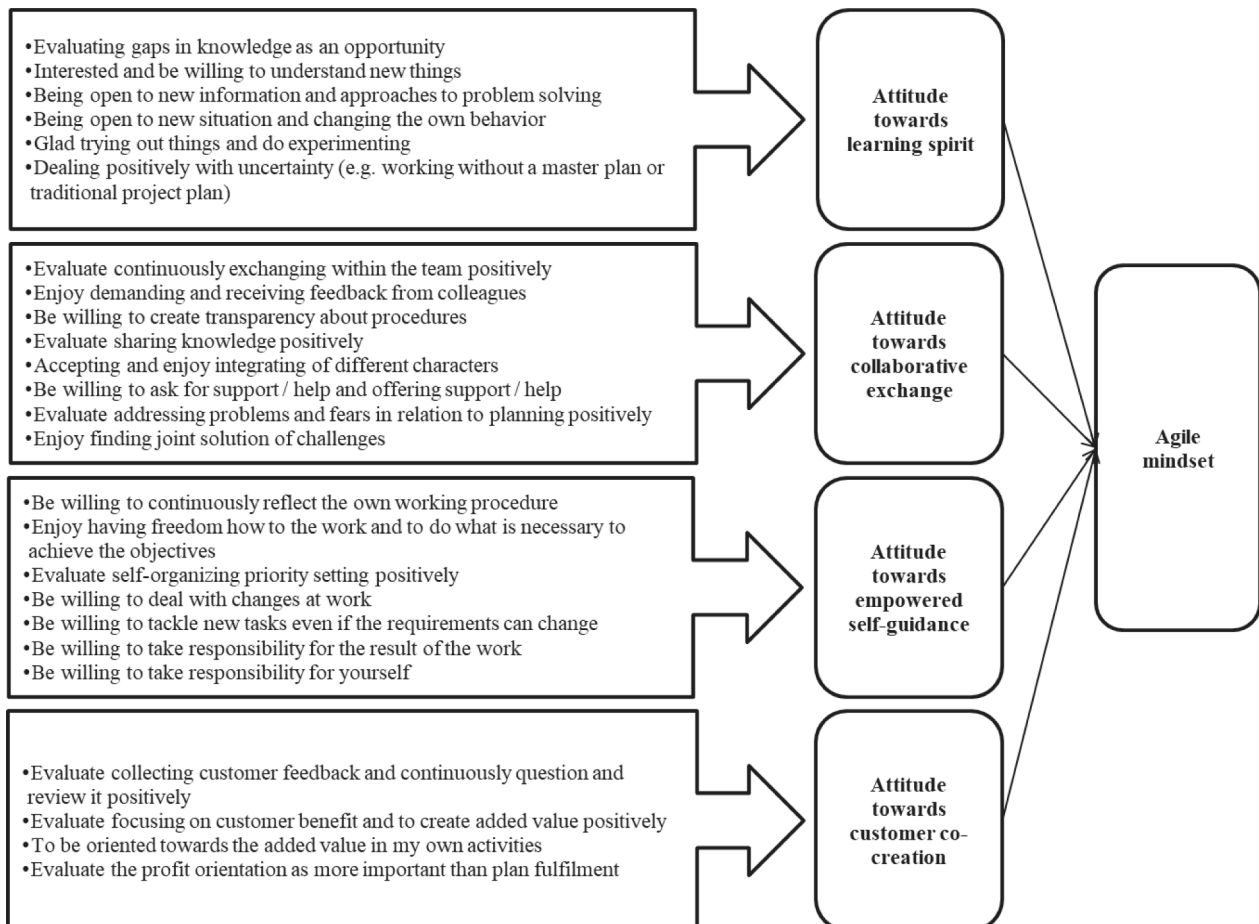 •Evaluating gaps in knowledge as an opportunity
•Interested and be willing to understand new things
•Being open to new information and approaches to problem solving
•Being open to new situation and changing the own behavior
•Glad trying out things and do experimenting
•Dealing positively with uncertainty (e.g. working without a master plan or
traditional project plan)
Attitude
towards
learning spirit
•Evaluate continuously exchanging within the team positively
•Enjoy demanding and receiving feedback from colleagues
•Be willing to create transparency about procedures
•Evaluate sharing knowledge positively
•Accepting and enjoy integrating of different characters
•Be willing to ask for support / help and offering support / help
•Evaluate addressing problems and fears in relation to planning positively
•Enjoy finding joint solution of challenges
Attitude
towards
collaborative
exchange
•Be willing to continuously reflect the own working procedure
•Enjoy having freedom how to the work and to do what is necessary to
achieve the objectives
•Evaluate self-organizing priority setting positively
•Be willing to deal with changes at work
•Be willing to tackle new tasks even if the requirements can change
•Be willing to take responsibility for the result of the work
•Be willing to take responsibility for yourself
Attitude
towards
empowered
self-guidance
•Evaluate collecting customer feedback and continuously question and
review it positively
•Evaluate focusing on customer benefit and to create added value positively
•To be oriented towards the added value in my own activities
•Evaluate the profit orientation as more important than plan fulfilment
Attitude
towards
customer co-
creation
Agile
mindset